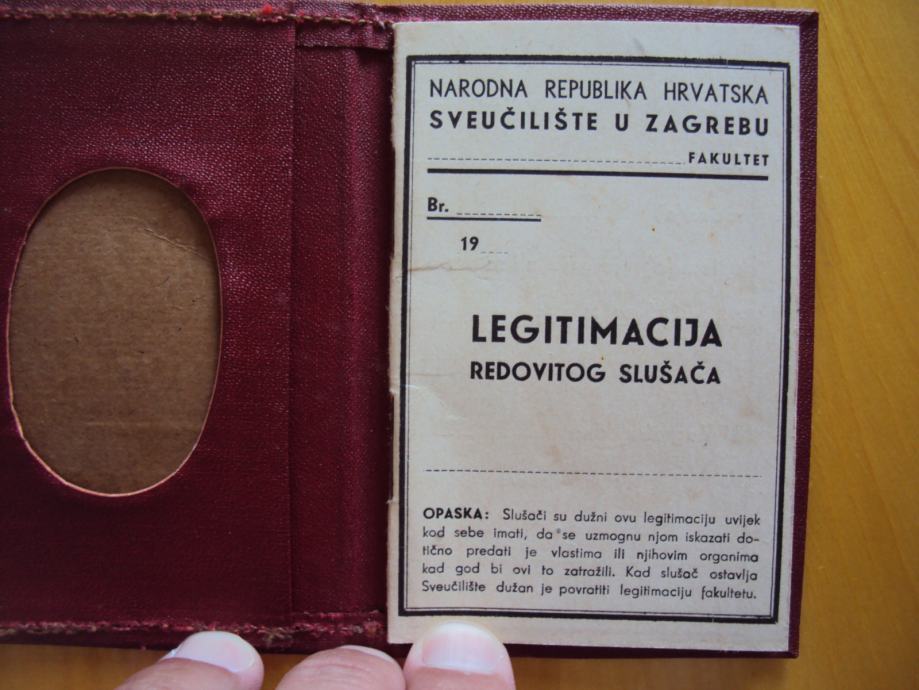 NARODNA REPUBLIKA HRVATSKA
SVEUČILIŠTE U ZAGREBU
FAKULTET
Br.
19
LEGITIMACIJA
REDOVITOG SLUŠAČA
OPASKA: Slušači su dužni ovu legitimaciju uvijek
kod sebe imati, da se uzmognu njom iskazati do-
tično predati je vlastima ili njihovim organima
kad god bi ovi to zatražili. Kad slušač ostavlja
Sveučilište dužan je povratiti legitimaciju fakultetu.